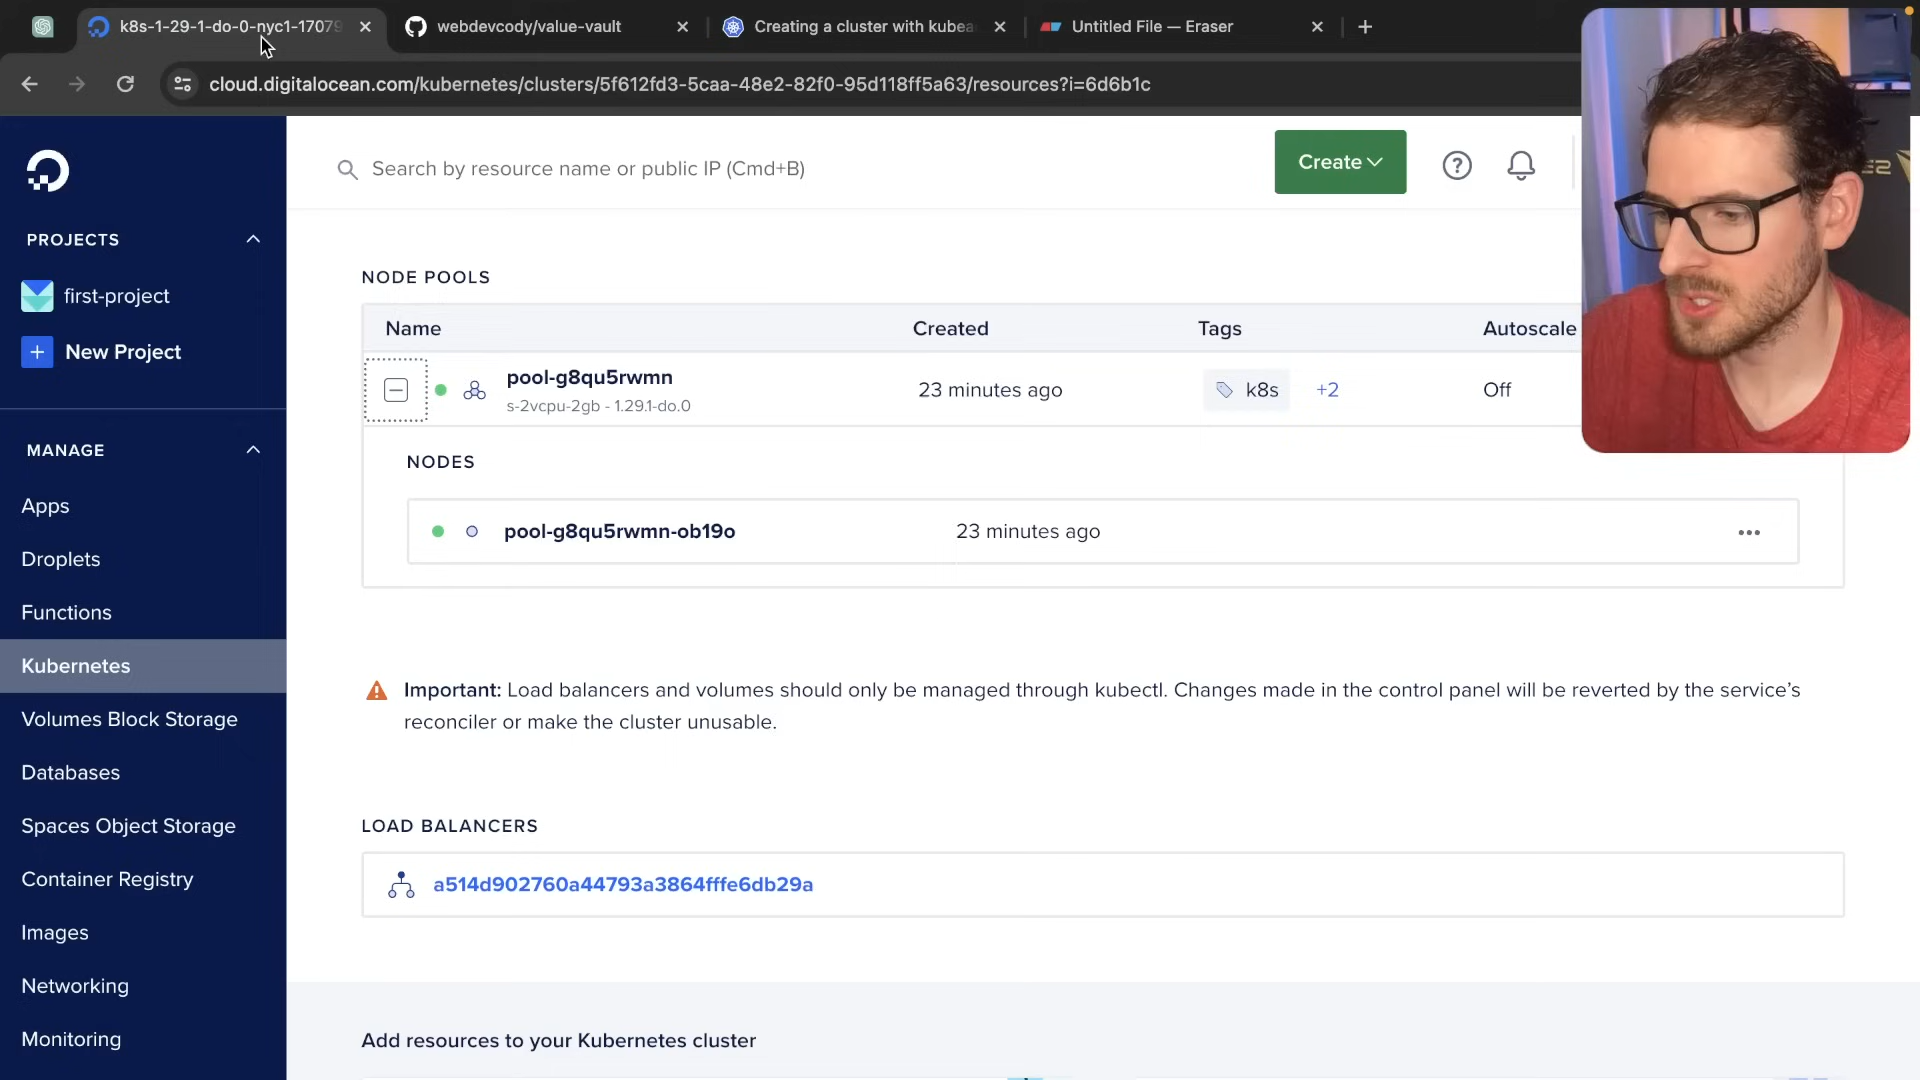 k8s-1-29-1-do-0-nyc1-17079
webdevcody/value-vault
Creating a cluster with kubea
Untitled File — Eraser
cloud.digitalocean.com/kubernetes/clusters/5f612fd3-5caa-48e2-82f0-95d118ff5a63/resources?i=6d6b1c
Search by resource name or public IP (Cmd+B)
Create
PROJECTS
first-project
New Project
MANAGE
Apps
Droplets
Functions
Kubernetes
Volumes Block Storage
Databases
Spaces Object Storage
Container Registry
Images
Networking
Monitoring
NODE POOLS
Name Created Tags Autoscale
pool-g8qu5rwmn 23 minutes ago k8s +2 Off
s-2vcpu-2gb - 1.29.1-do.0
NODES
pool-g8qu5rwmn-ob19o 23 minutes ago
Important: Load balancers and volumes should only be managed through kubectl. Changes made in the control panel will be reverted by the service's
reconciler or make the cluster unusable.
LOAD BALANCERS
a514d902760a44793a3864fffe6db29a
Add resources to your Kubernetes cluster